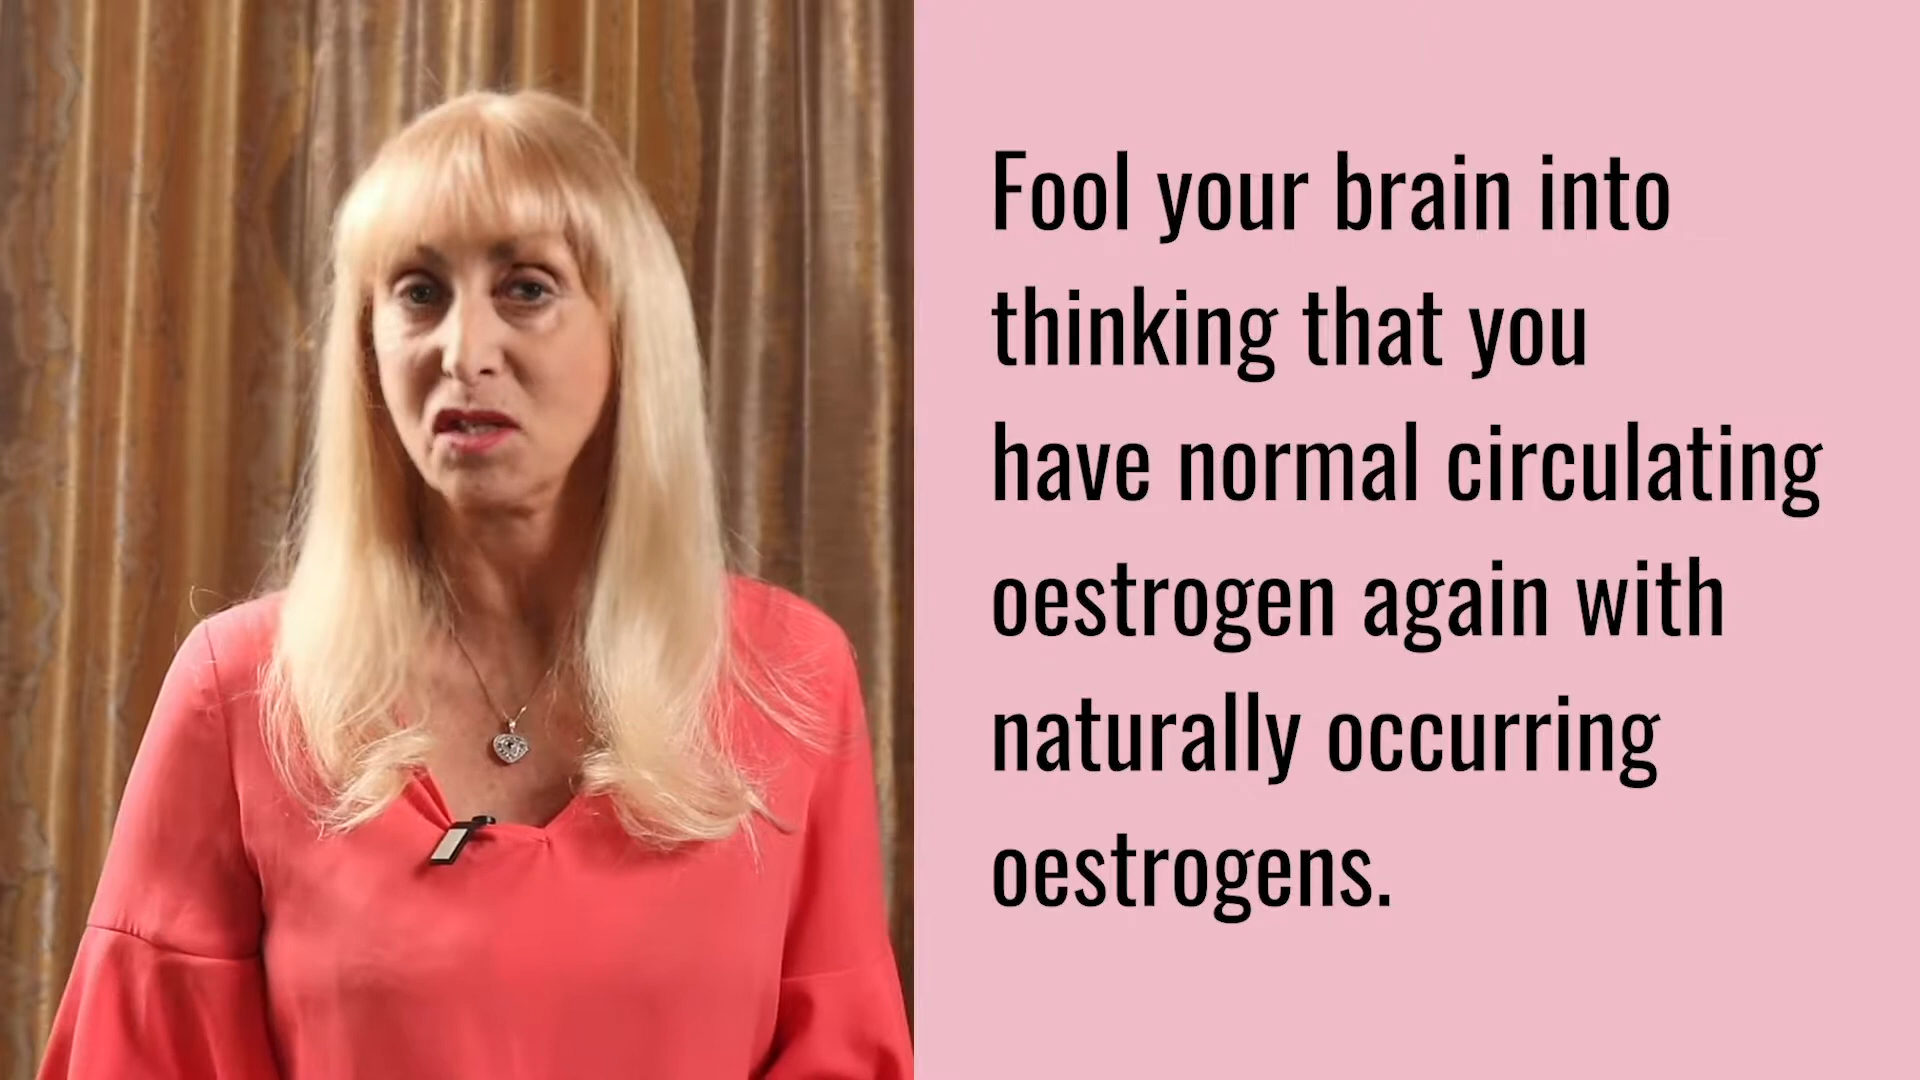 Fool your brain into
thinking that you
have normal circulating
oestrogen again with
naturally occurring
oestrogens.